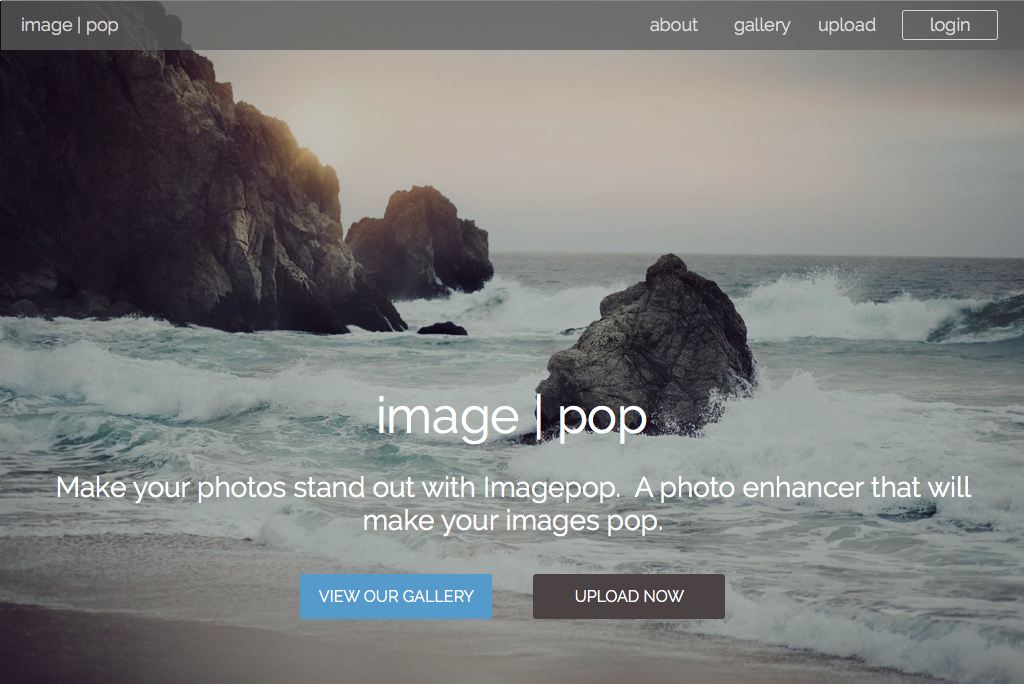 image | pop
about gallery upload login
image | pop
Make your photos stand out with Imagepop.  A photo enhancer that will
make your images pop.
VIEW OUR GALLERY
UPLOAD NOW